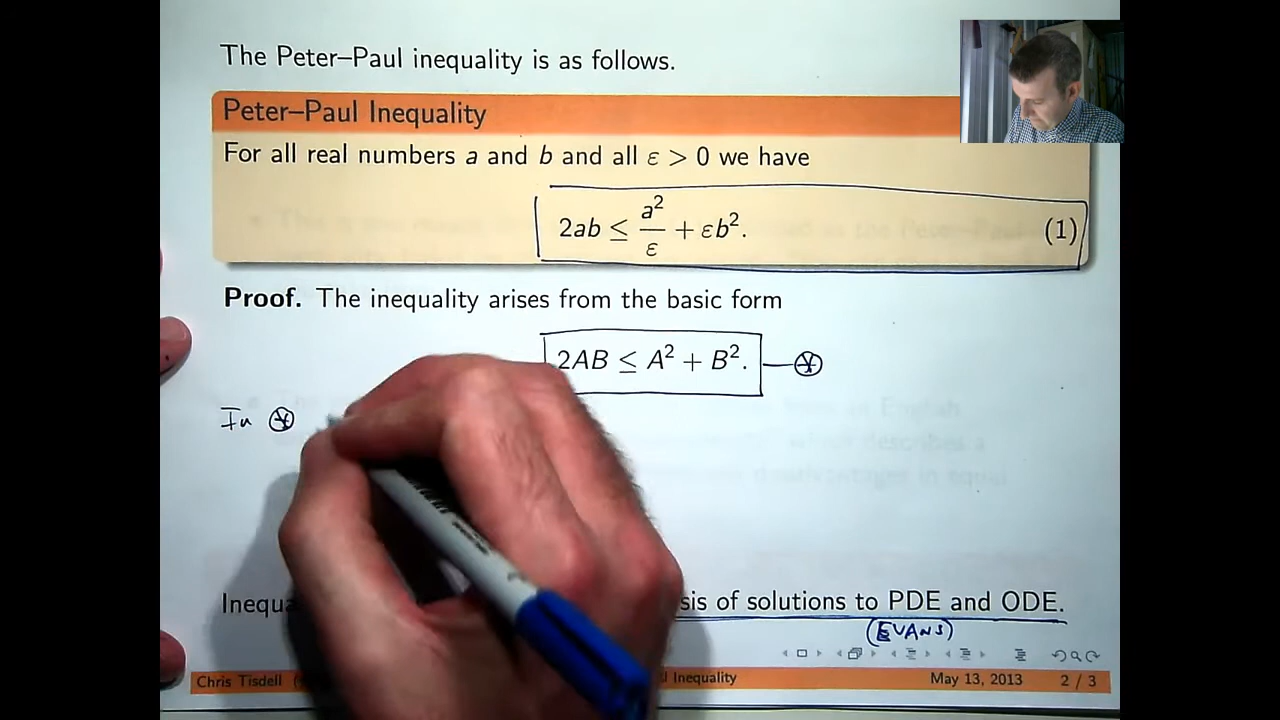 The Peter–Paul inequality is as follows.
Peter–Paul Inequality
For all real numbers a and b and all ε > 0 we have
2ab ≤ a²/ε + εb². (1)
Proof. The inequality arises from the basic form
2AB ≤ A² + B². — ⊛
In ⊛
sis of solutions to PDE and ODE.
(EVANS)
Chris Tisdell Inequality May 13, 2013 2 / 3